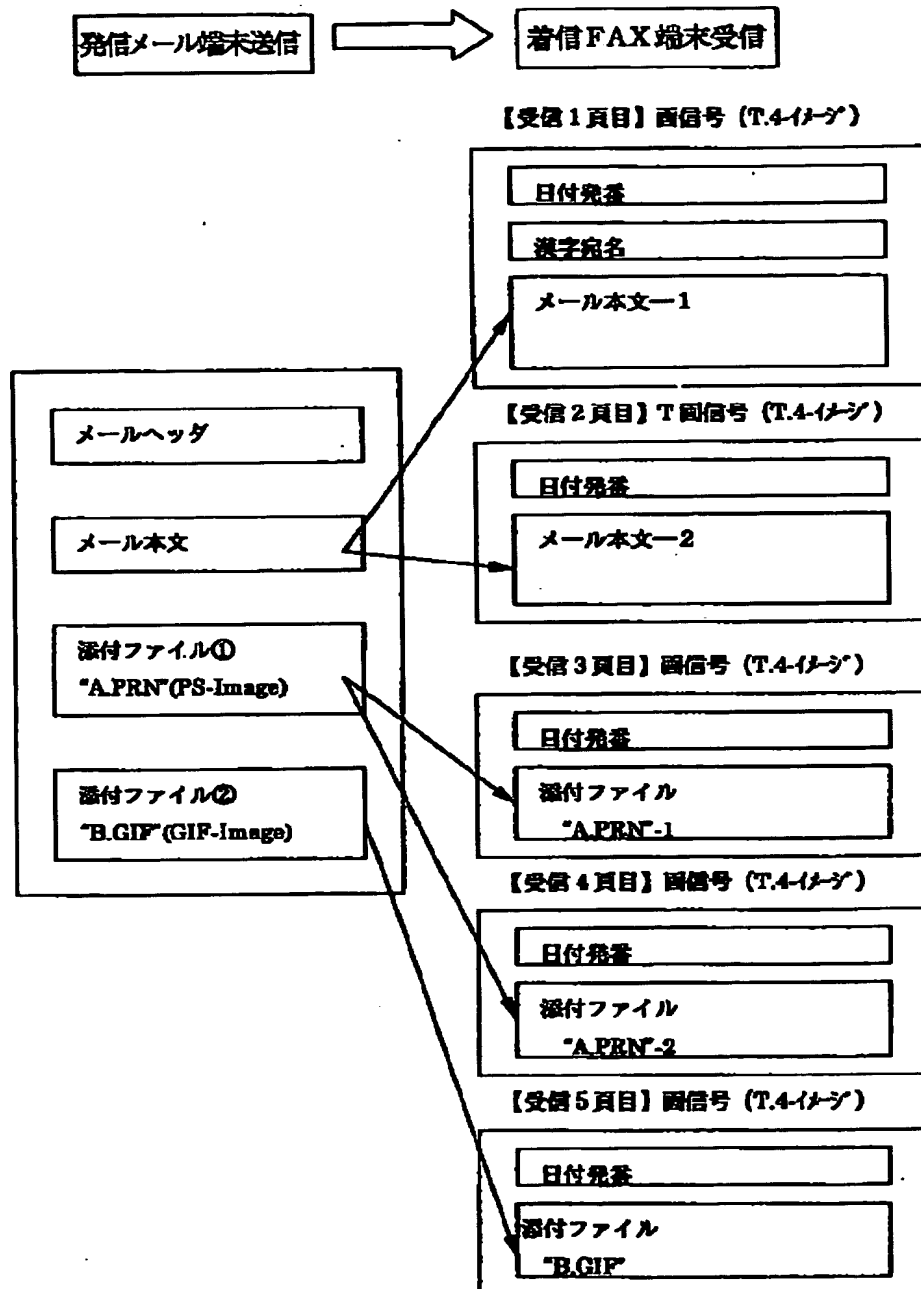 発信メール端末送信
着信FAX端末受信
【受信1頁目】画信号 (T.4-イメージ)
日付発番
漢字宛名
メール本文―1
メールヘッダ
メール本文
添付ファイル①
"A.PRN"(PS-Image)
添付ファイル②
"B.GIF"(GIF-Image)
【受信2頁目】T画信号 (T.4-イメージ)
日付発番
メール本文―2
【受信3頁目】画信号 (T.4-イメージ)
日付発番
添付ファイル
"A.PRN"-1
【受信4頁目】画信号 (T.4-イメージ)
日付発番
添付ファイル
"A.PRN"-2
【受信5頁目】画信号 (T.4-イメージ)
日付発番
添付ファイル
"B.GIF"